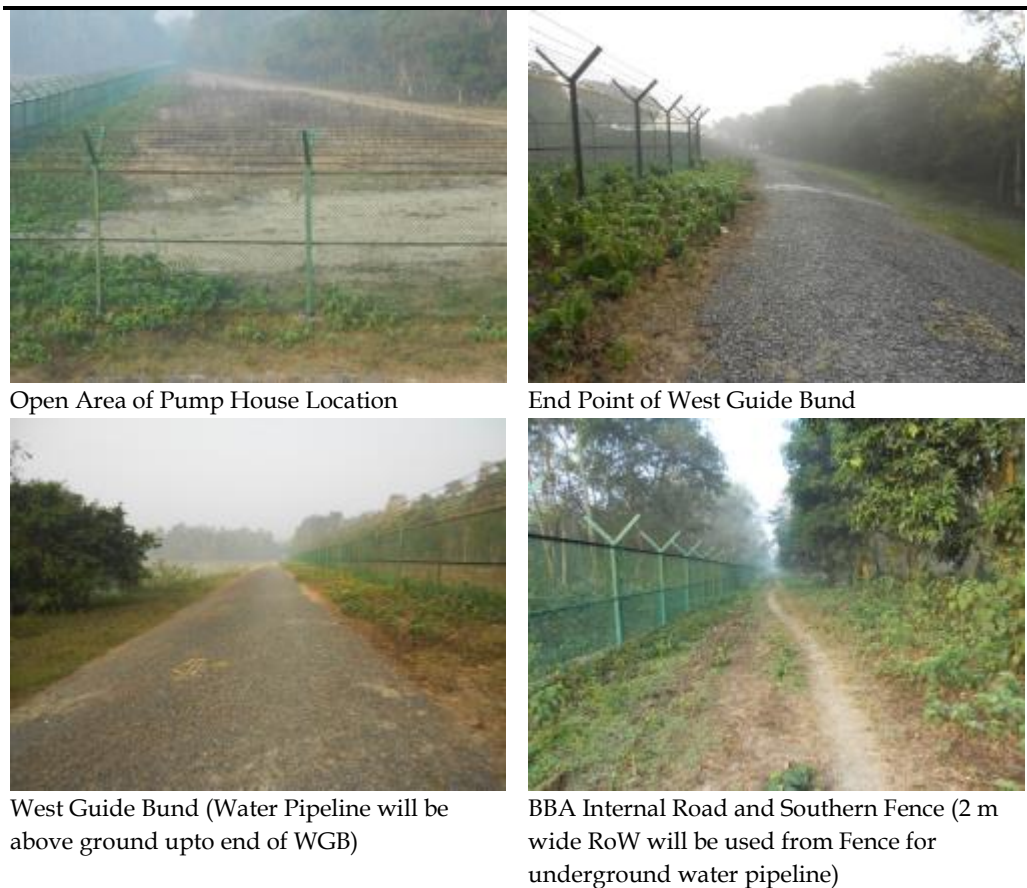 Open Area of Pump House Location
End Point of West Guide Bund
West Guide Bund (Water Pipeline will be
above ground upto end of WGB)
BBA Internal Road and Southern Fence (2 m
wide RoW will be used from Fence for
underground water pipeline)